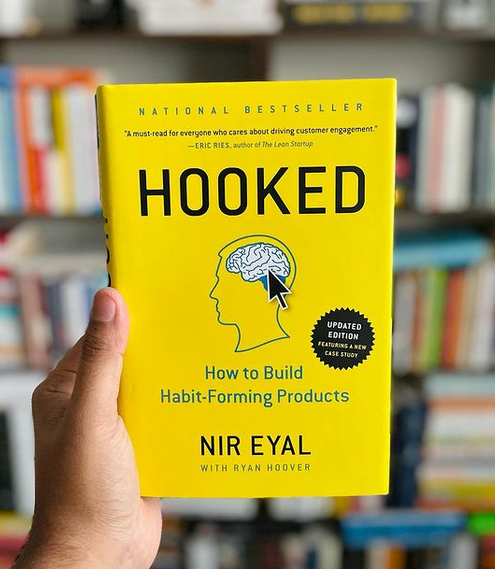 NATIONAL BESTSELLER
"A must-read for everyone who cares about driving customer engagement."
—ERIC RIES, author of The Lean Startup
HOOKED
UPDATED
EDITION
FEATURING A NEW
CASE STUDY
How to Build
Habit-Forming Products
NIR EYAL
WITH RYAN HOOVER